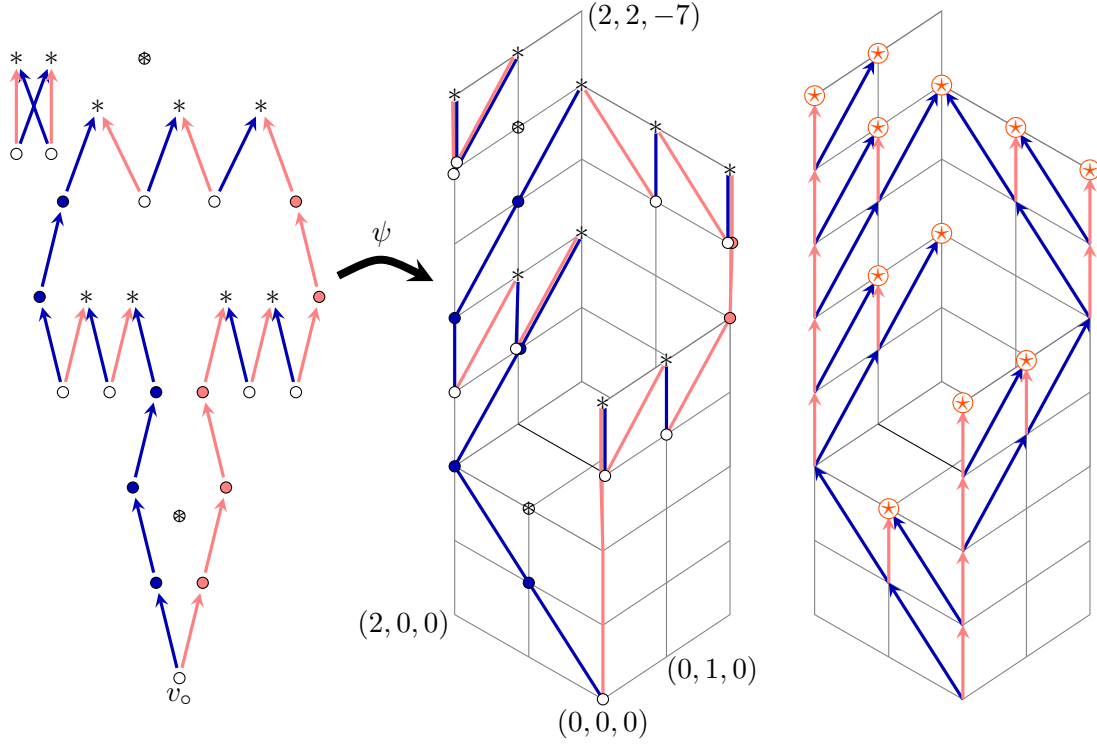 (2, 2, −7)
ψ
(2, 0, 0)
(0, 1, 0)
v○
(0, 0, 0)